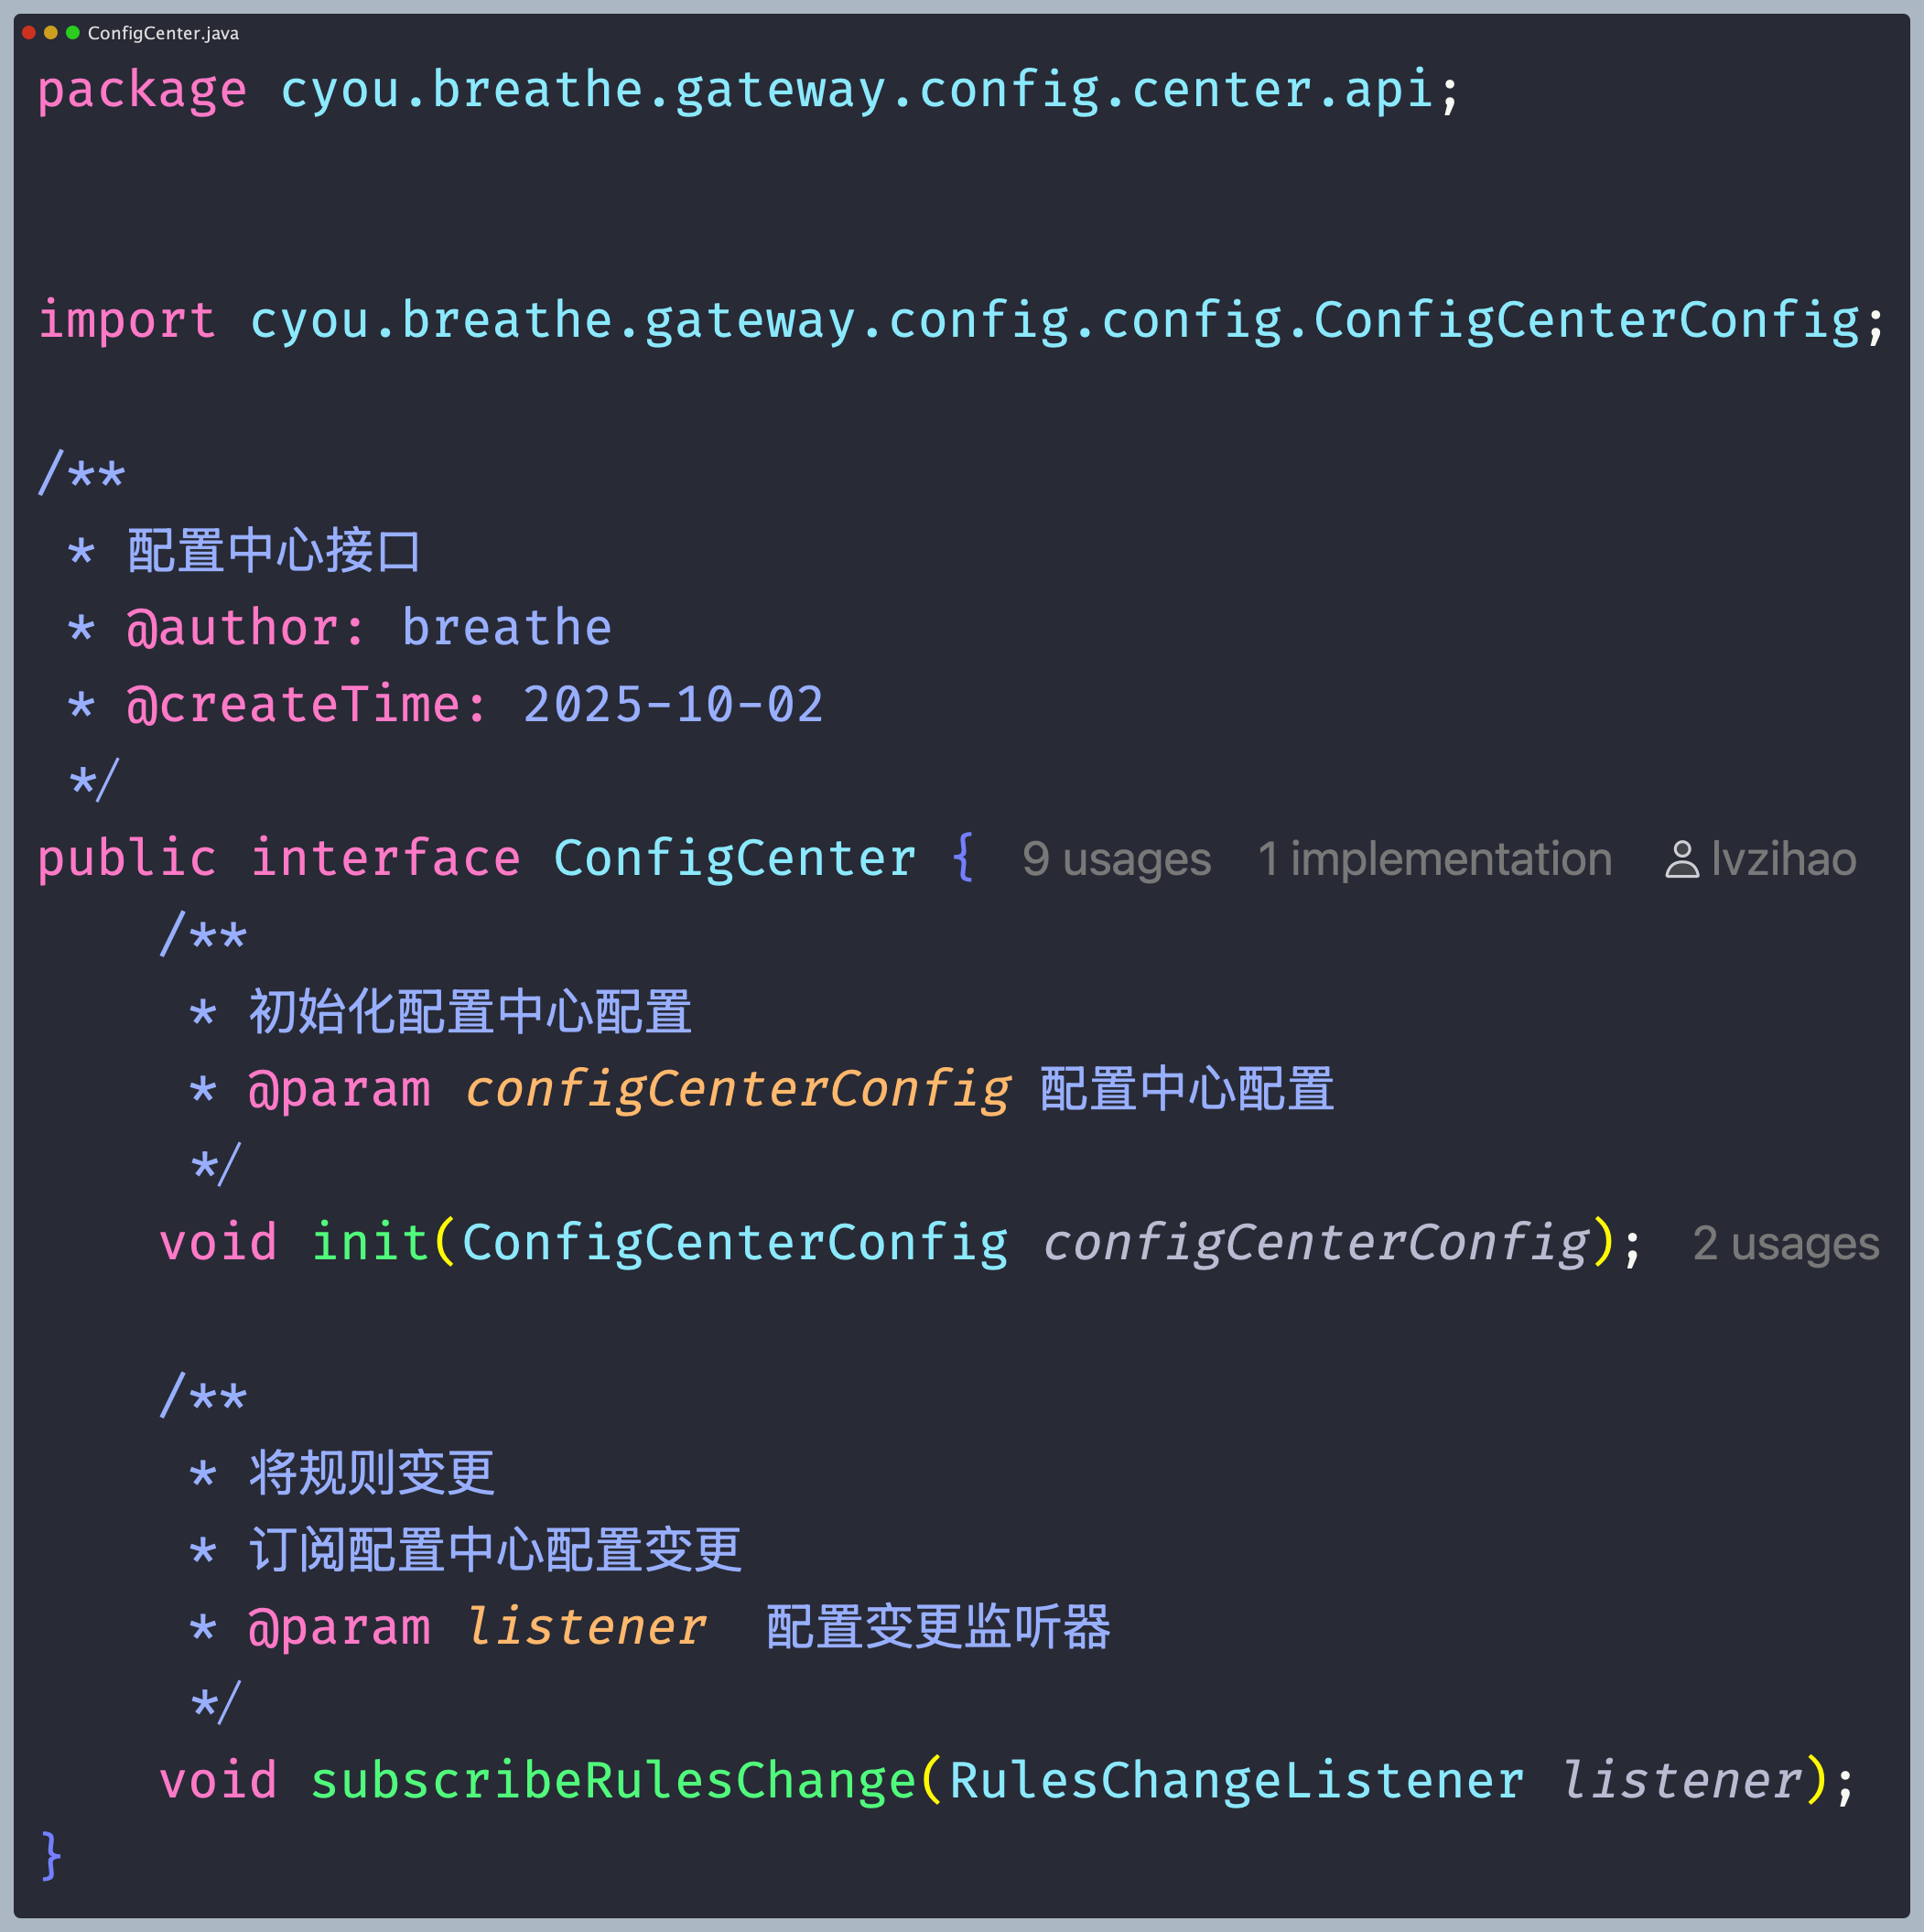 ConfigCenter.java
package cyou.breathe.gateway.config.center.api;
import cyou.breathe.gateway.config.config.ConfigCenterConfig;
/**
 * 配置中心接口
 * @author: breathe
 * @createTime: 2025-10-02
 */
public interface ConfigCenter { 9 usages 1 implementation lvzihao
    /**
     * 初始化配置中心配置
     * @param configCenterConfig 配置中心配置
     */
    void init(ConfigCenterConfig configCenterConfig); 2 usages
    /**
     * 将规则变更
     * 订阅配置中心配置变更
     * @param listener  配置变更监听器
     */
    void subscribeRulesChange(RulesChangeListener listener);
}